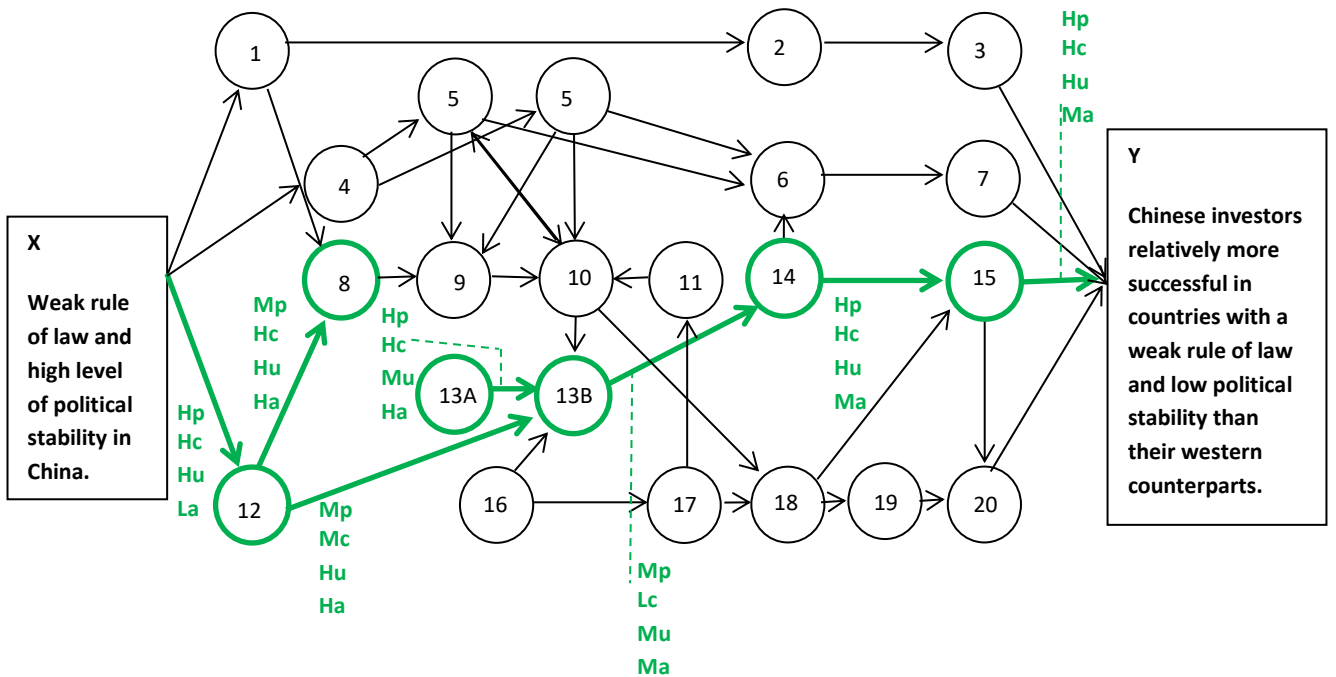 Hp
Hc
Hu
Ma
1
2
3
5
5
4
6
7
X
Weak rule
of law and
high level
of political
stability in
China.
Y
Chinese investors
relatively more
successful in
countries with a
weak rule of law
and low political
stability than
their western
counterparts.
8
9
10
11
14
15
Mp
Hc
Hu
Ha
Hp
Hc
Mu
Ha
Hp
Hc
Hu
Ma
13A
13B
Hp
Hc
Hu
La
12
16
17
18
19
20
Mp
Mc
Hu
Ha
Mp
Lc
Mu
Ma